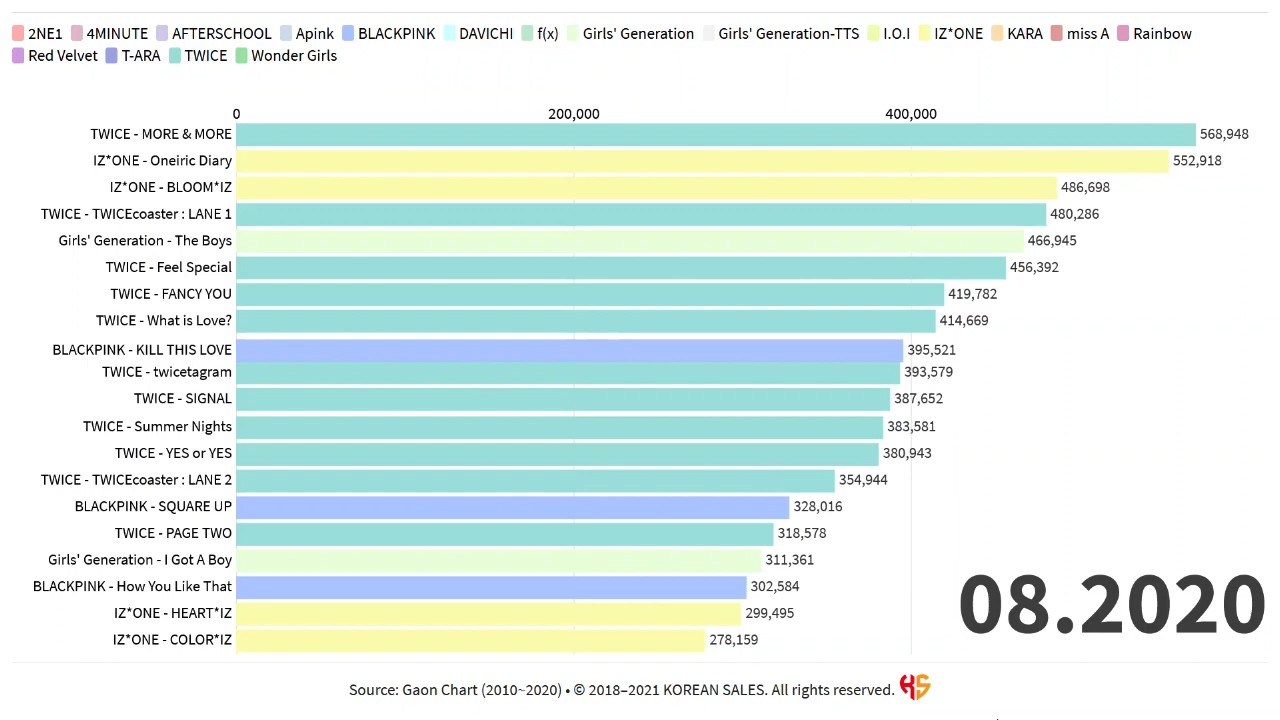 2NE1 4MINUTE AFTERSCHOOL Apink BLACKPINK DAVICHI f(x) Girls' Generation Girls' Generation-TTS I.O.I IZ*ONE KARA miss A Rainbow
Red Velvet T-ARA TWICE Wonder Girls
0 200,000 400,000
TWICE - MORE & MORE 568,948
IZ*ONE - Oneiric Diary 552,918
IZ*ONE - BLOOM*IZ 486,698
TWICE - TWICEcoaster : LANE 1 480,286
Girls' Generation - The Boys 466,945
TWICE - Feel Special 456,392
TWICE - FANCY YOU 419,782
TWICE - What is Love? 414,669
BLACKPINK - KILL THIS LOVE 395,521
TWICE - twicetagram 393,579
TWICE - SIGNAL 387,652
TWICE - Summer Nights 383,581
TWICE - YES or YES 380,943
TWICE - TWICEcoaster : LANE 2 354,944
BLACKPINK - SQUARE UP 328,016
TWICE - PAGE TWO 318,578
Girls' Generation - I Got A Boy 311,361
BLACKPINK - How You Like That 302,584
IZ*ONE - HEART*IZ 299,495
IZ*ONE - COLOR*IZ 278,159
08.2020
Source: Gaon Chart (2010~2020) • © 2018–2021 KOREAN SALES. All rights reserved. KS